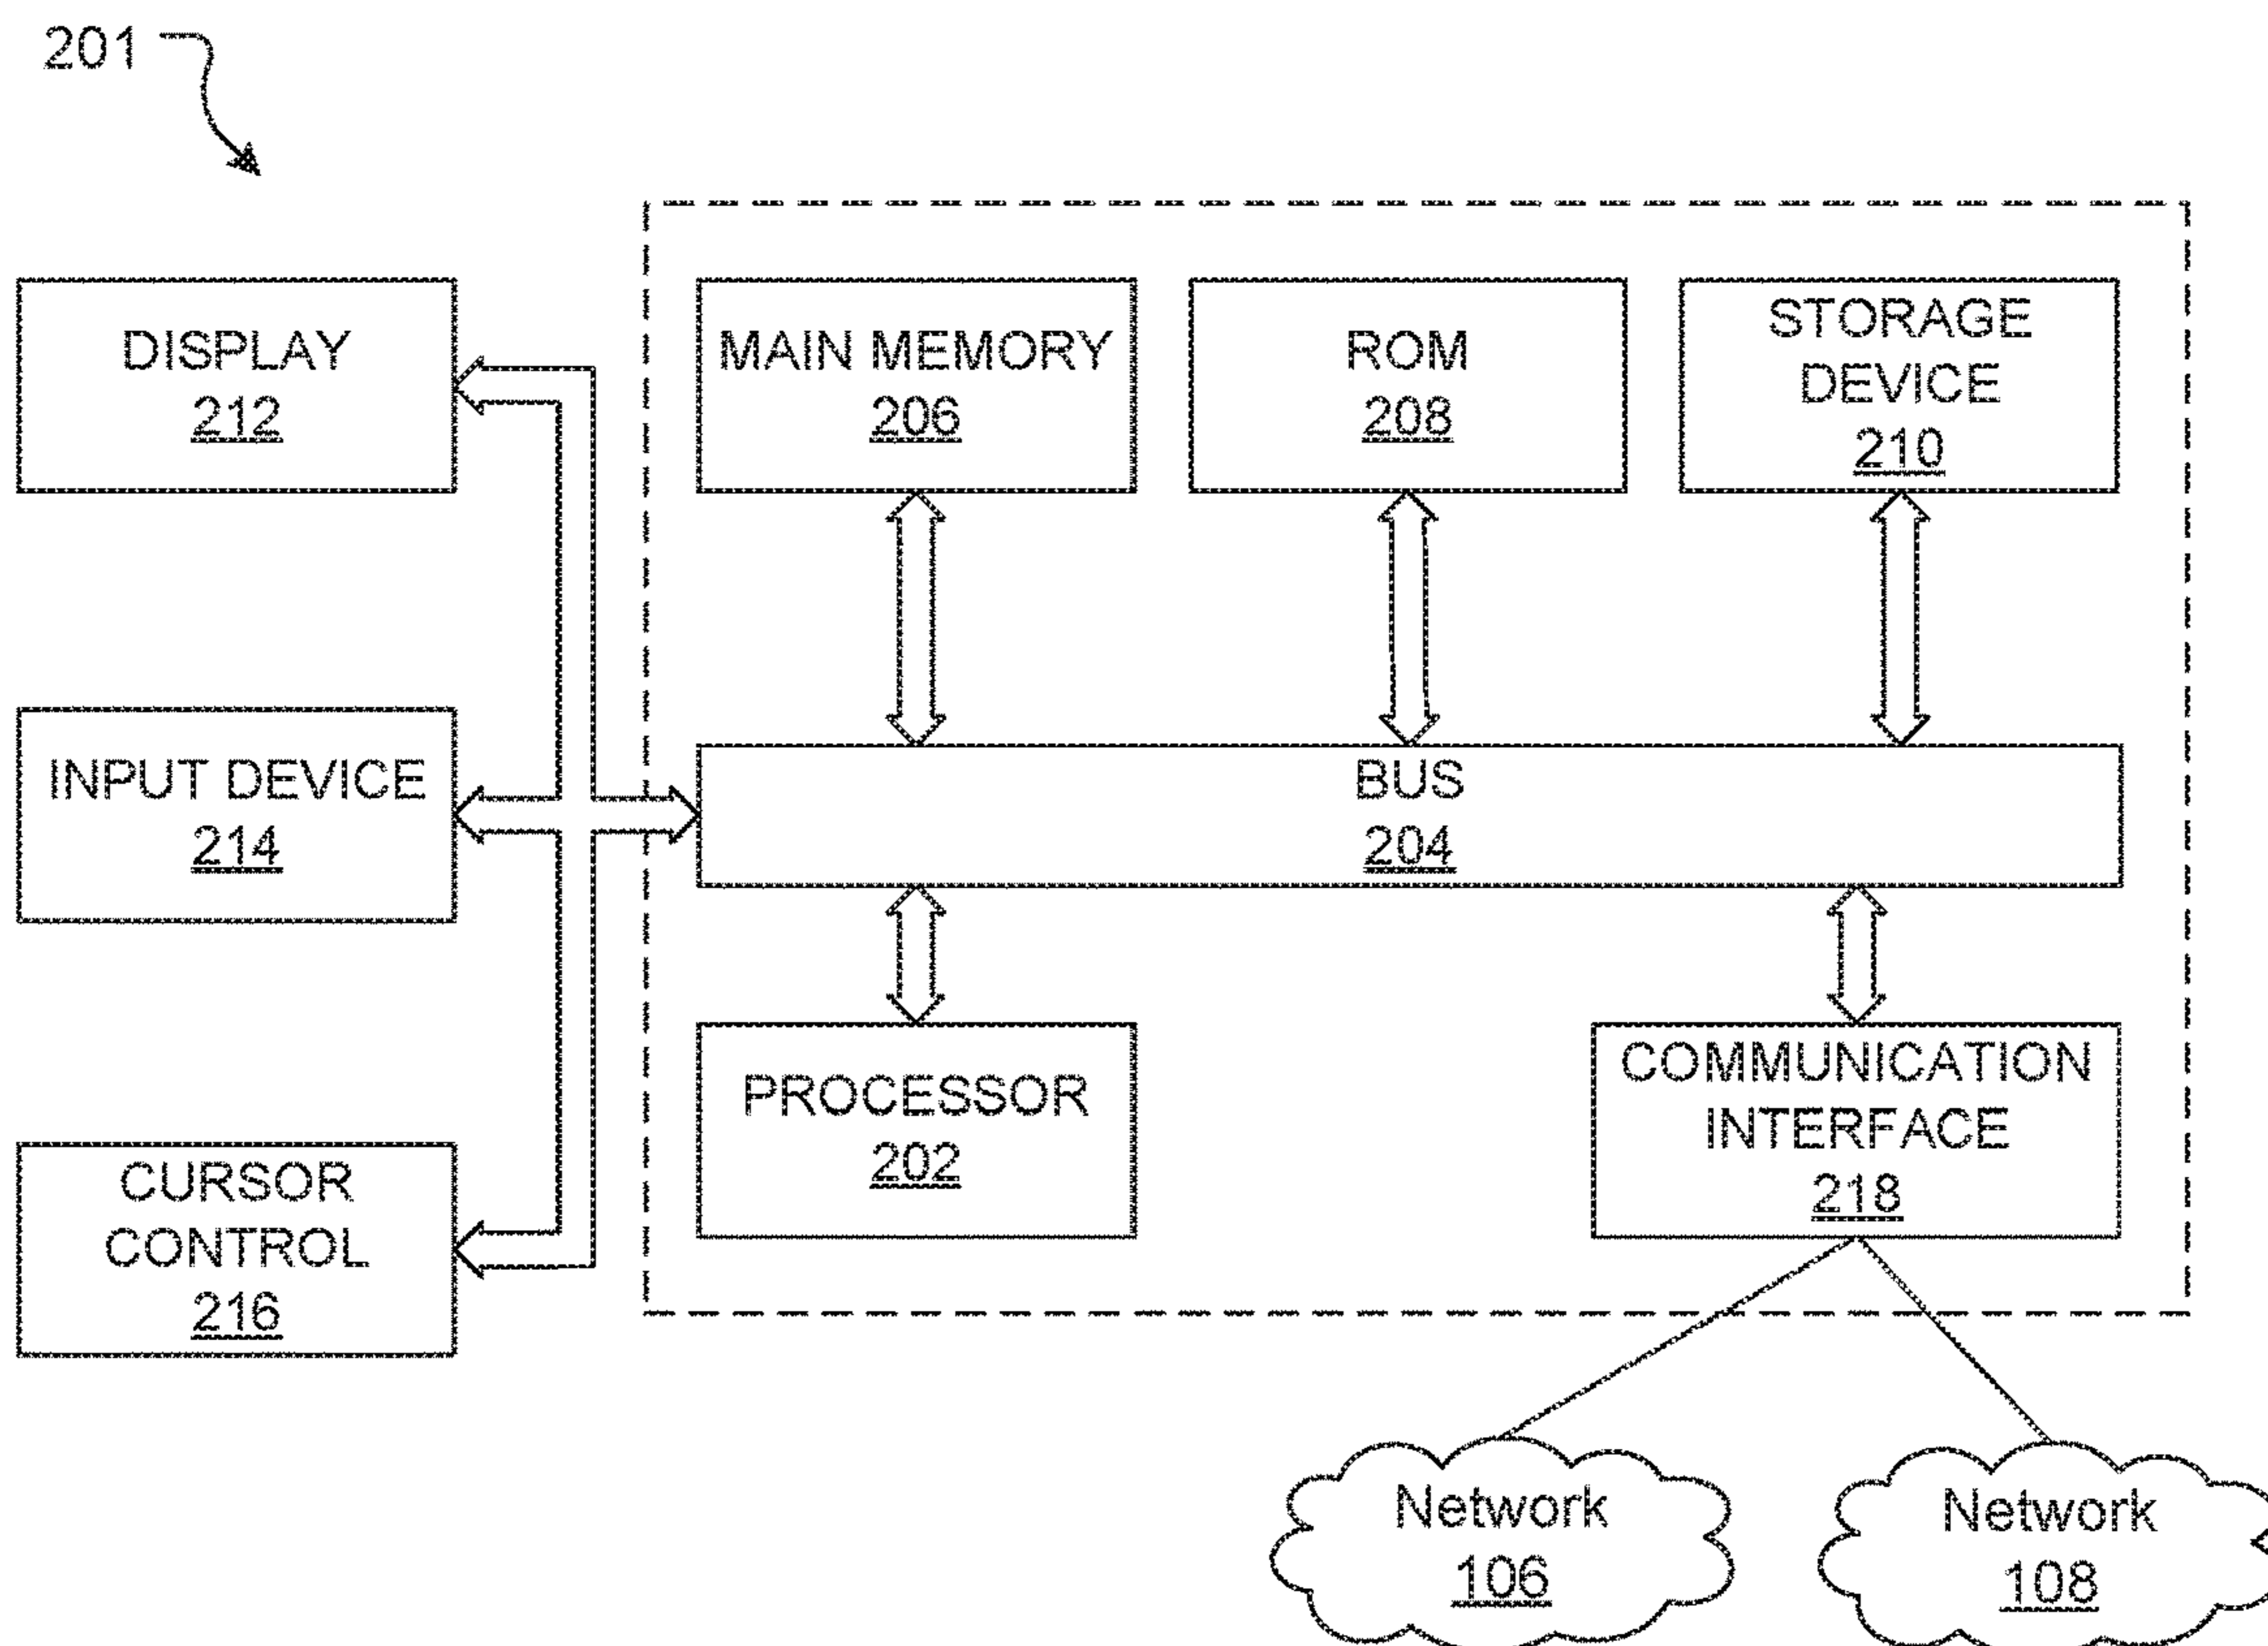 201
DISPLAY
212
MAIN MEMORY
206
ROM
208
STORAGE
DEVICE
210
INPUT DEVICE
214
BUS
204
CURSOR
CONTROL
216
PROCESSOR
202
COMMUNICATION
INTERFACE
218
Network
106
Network
108